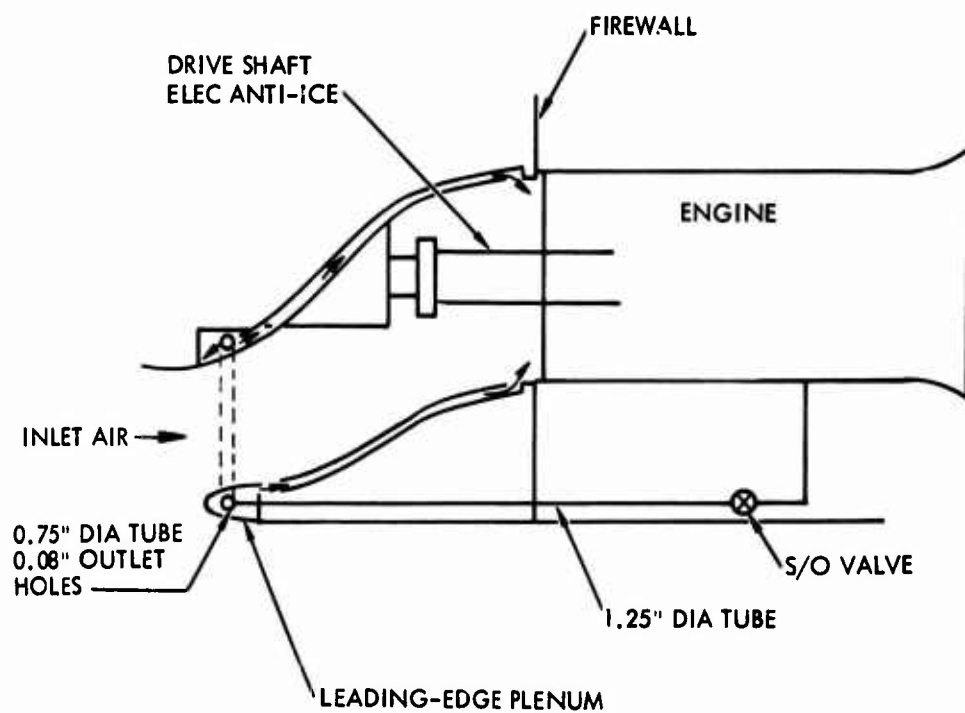 FIREWALL
DRIVE SHAFT
ELEC ANTI-ICE
ENGINE
INLET AIR
0.75" DIA TUBE
0.08" OUTLET
HOLES
S/O VALVE
1.25" DIA TUBE
LEADING-EDGE PLENUM